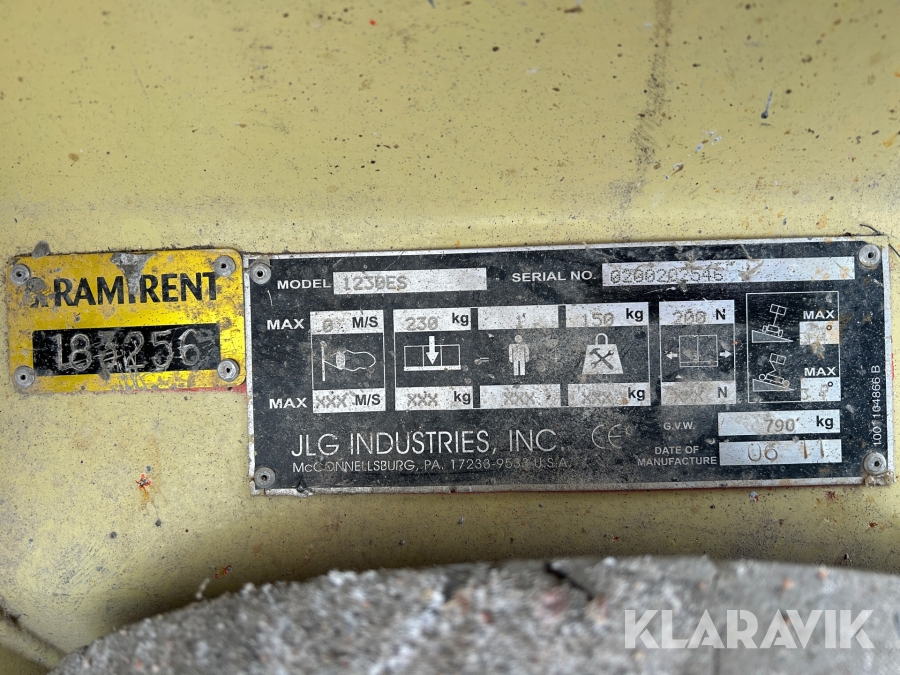 RAMIRENT
MODEL 1230ES SERIAL NO. 0200202546
MAX 0 M/S 230 kg 1 150 kg 200 N MAX °
MAX XXX M/S XXX kg XXX XXX kg XXX N MAX °
G.V.W. 790 kg
JLG INDUSTRIES, INC. CE
McCONNELLSBURG, PA. 17233-9533 U.S.A.
DATE OF MANUFACTURE 06 11
1001104866 B
KLARAVIK